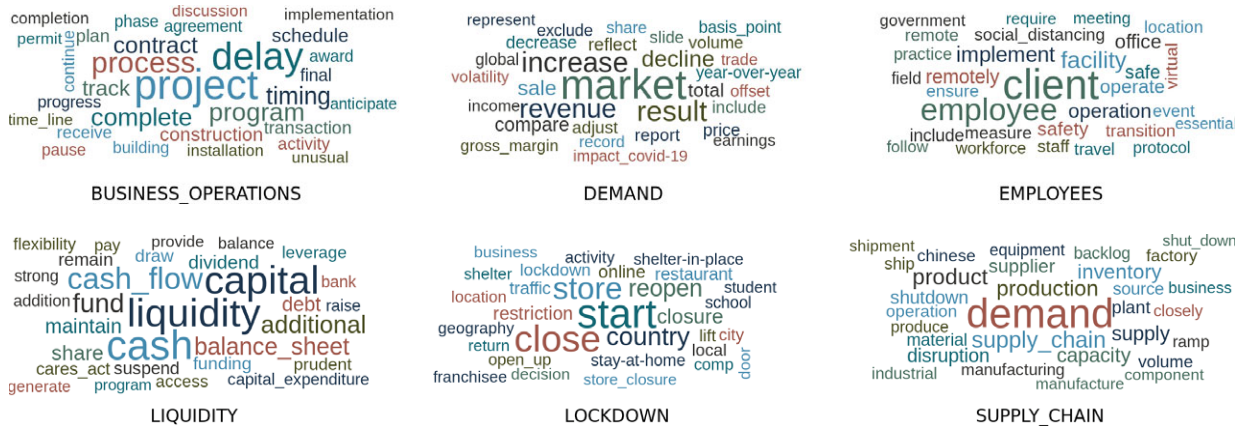 completion phase discussion implementation
permit plan agreement schedule
continue contract delay award
process. final
track project timing
progress program anticipate
time_line complete transaction
receive construction activity
pause building installation unusual
BUSINESS_OPERATIONS
represent exclude share basis_point
decrease reflect slide volume
global increase decline trade
volatility market year-over-year
sale total offset
income revenue result include
compare adjust report price
gross_margin record earnings
impact_covid-19
DEMAND
government require meeting location
remote social_distancing office virtual
practice implement facility safe
field remotely client operate
ensure employee operation event
essential
include measure safety transition
follow workforce staff travel protocol
EMPLOYEES
flexibility pay provide balance leverage
remain draw dividend
strong cash_flow capital bank
addition fund liquidity debt raise
maintain additional
share cash balance_sheet
cares_act suspend funding prudent
generate program access capital_expenditure
LIQUIDITY
business activity shelter-in-place
shelter lockdown online restaurant
traffic store reopen student
location restriction start closure school
geography close country lift city
return local
open_up stay-at-home comp door
franchisee decision store_closure
LOCKDOWN
shipment chinese equipment backlog shut_down
ship supplier factory
product production inventory
shutdown source business
operation demand plant closely
produce supply_chain supply ramp
material
disruption capacity volume
industrial manufacturing component
manufacture
SUPPLY_CHAIN